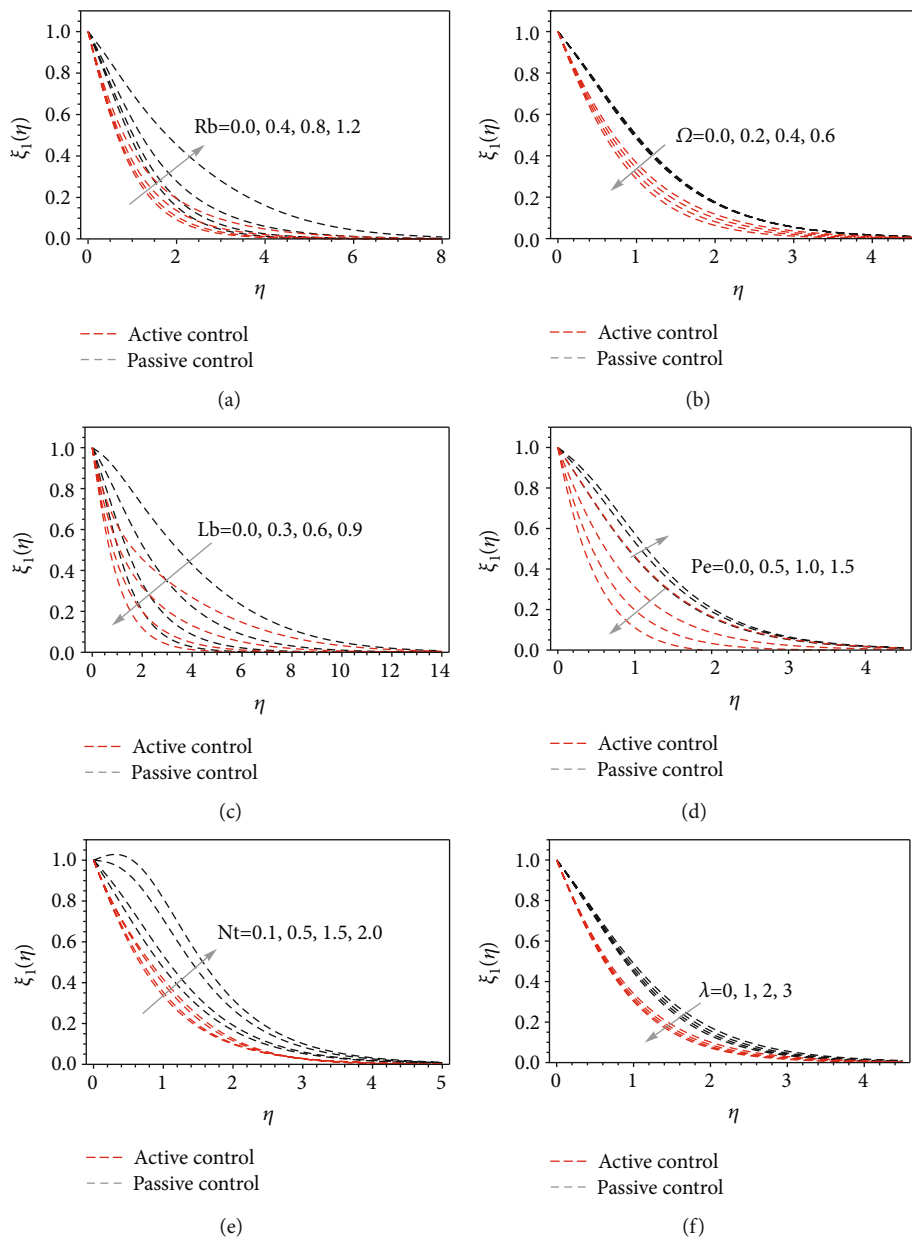 1.0
0.8
0.6
0.4
0.2
0.0
ξ1(η)
Rb=0.0, 0.4, 0.8, 1.2
0 2 4 6 8
η
Active control
Passive control
(a)
1.0
0.8
0.6
0.4
0.2
0.0
ξ1(η)
Ω=0.0, 0.2, 0.4, 0.6
0 1 2 3 4
η
Active control
Passive control
(b)
1.0
0.8
0.6
0.4
0.2
0.0
ξ1(η)
Lb=0.0, 0.3, 0.6, 0.9
0 2 4 6 8 10 12 14
η
Active control
Passive control
(c)
1.0
0.8
0.6
0.4
0.2
0.0
ξ1(η)
Pe=0.0, 0.5, 1.0, 1.5
0 1 2 3 4
η
Active control
Passive control
(d)
1.0
0.8
0.6
0.4
0.2
0.0
ξ1(η)
Nt=0.1, 0.5, 1.5, 2.0
0 1 2 3 4 5
η
Active control
Passive control
(e)
1.0
0.8
0.6
0.4
0.2
0.0
ξ1(η)
λ=0, 1, 2, 3
0 1 2 3 4
η
Active control
Passive control
(f)